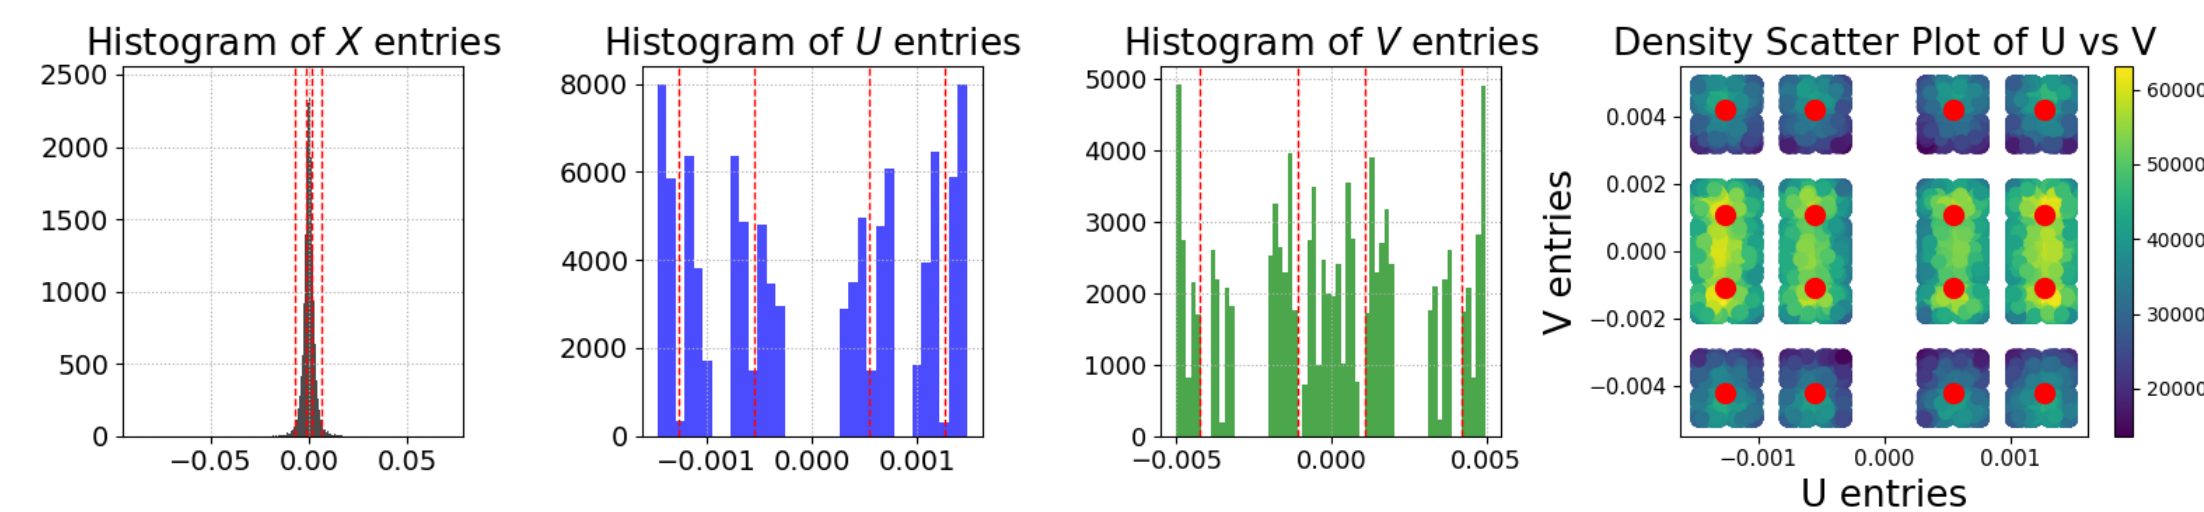 Histogram of X entries
2500
2000
1500
1000
500
0
−0.05 0.00 0.05
Histogram of U entries
8000
6000
4000
2000
0
−0.001 0.000 0.001
Histogram of V entries
5000
4000
3000
2000
1000
0
−0.005 0.000 0.005
Density Scatter Plot of U vs V
V entries
0.004
0.002
0.000
−0.002
−0.004
−0.001 0.000 0.001
U entries
60000
50000
40000
30000
20000